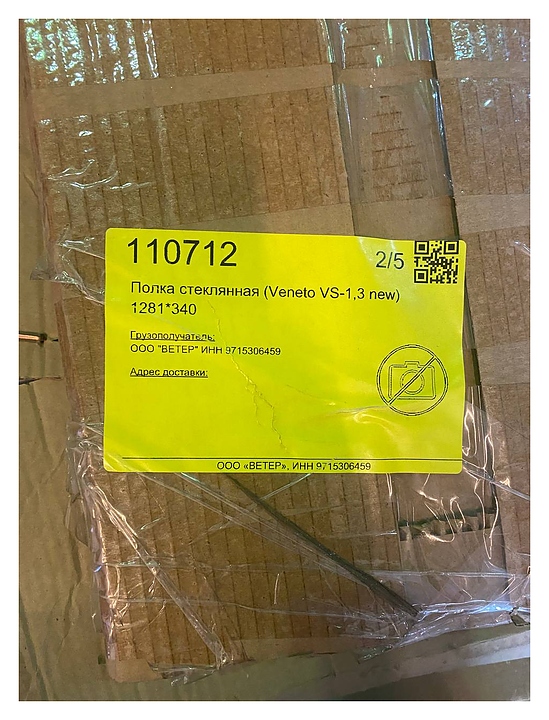 110712
2/5
Полка стеклянная (Veneto VS-1,3 new)
1281*340
Грузополучатель:
ООО "ВЕТЕР" ИНН 9715306459
Адрес доставки:
ООО «ВЕТЕР», ИНН 9715306459